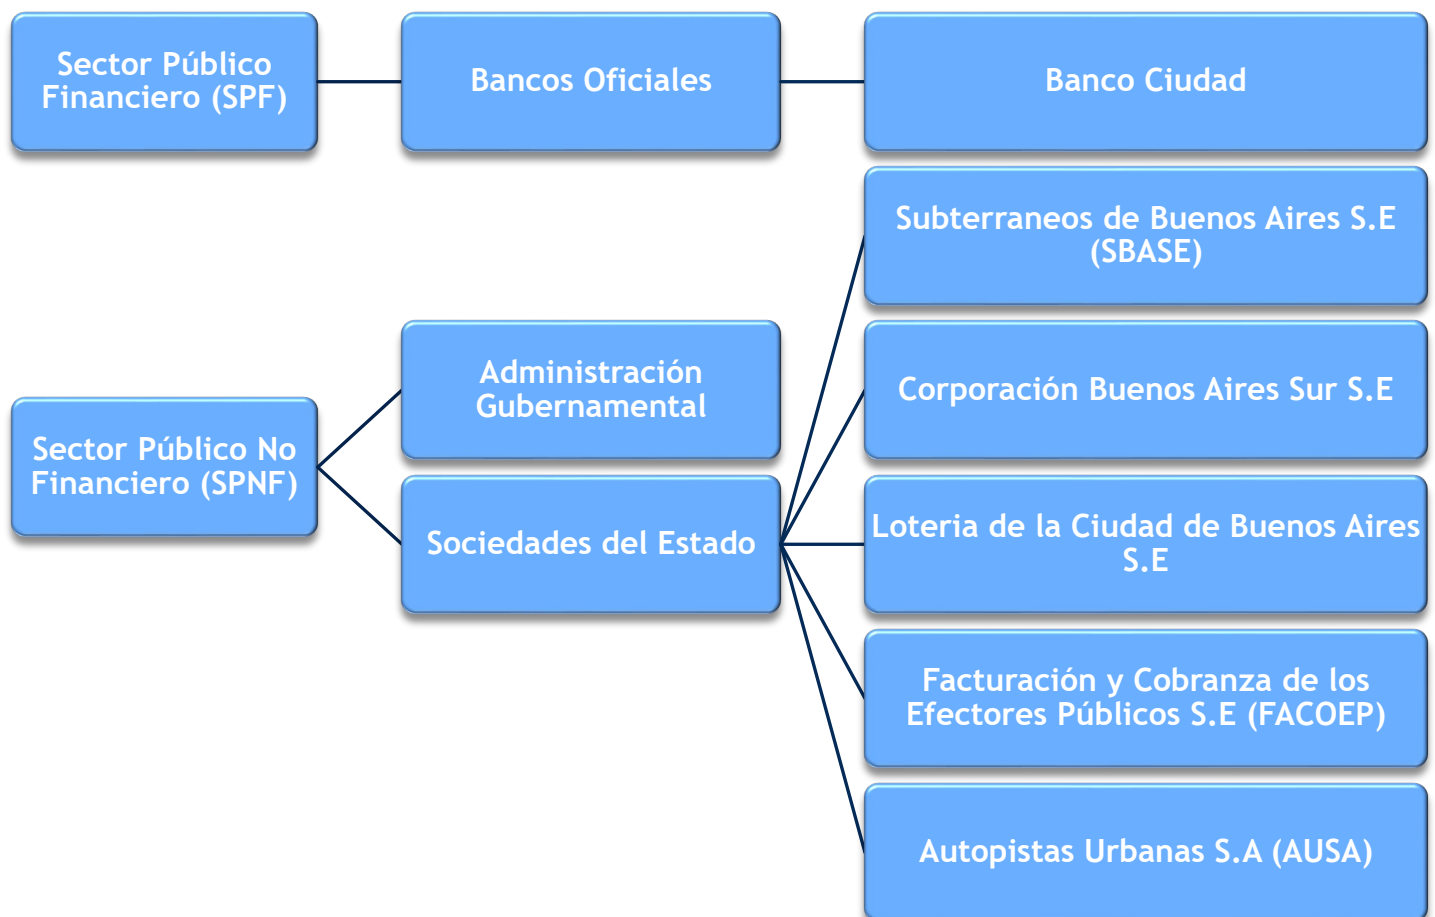 Sector Público
Financiero (SPF)
Bancos Oficiales
Banco Ciudad
Subterraneos de Buenos Aires S.E
(SBASE)
Administración
Gubernamental
Corporación Buenos Aires Sur S.E
Sector Público No
Financiero (SPNF)
Sociedades del Estado
Loteria de la Ciudad de Buenos Aires
S.E
Facturación y Cobranza de los
Efectores Públicos S.E (FACOEP)
Autopistas Urbanas S.A (AUSA)